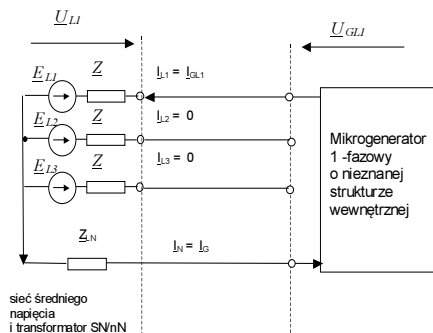 U_L1
U_GL1
E_L1 Z I_L1 = I_GL1
E_L2 Z I_L2 = 0
E_L3 Z I_L3 = 0
Mikrogenerator
1 -fazowy
o nieznanej
strukturze
wewnętrznej
Z_LN I_N = I_G
sieć średniego
napięcia
i transformator SN/nN